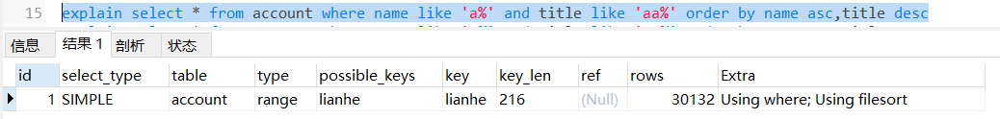 15 explain select * from account where name like 'a%' and title like 'aa%' order by name asc,title desc
信息 结果 1 剖析 状态
id select_type table type possible_keys key key_len ref rows Extra
1 SIMPLE account range lianhe lianhe 216 (Null) 30132 Using where; Using filesort